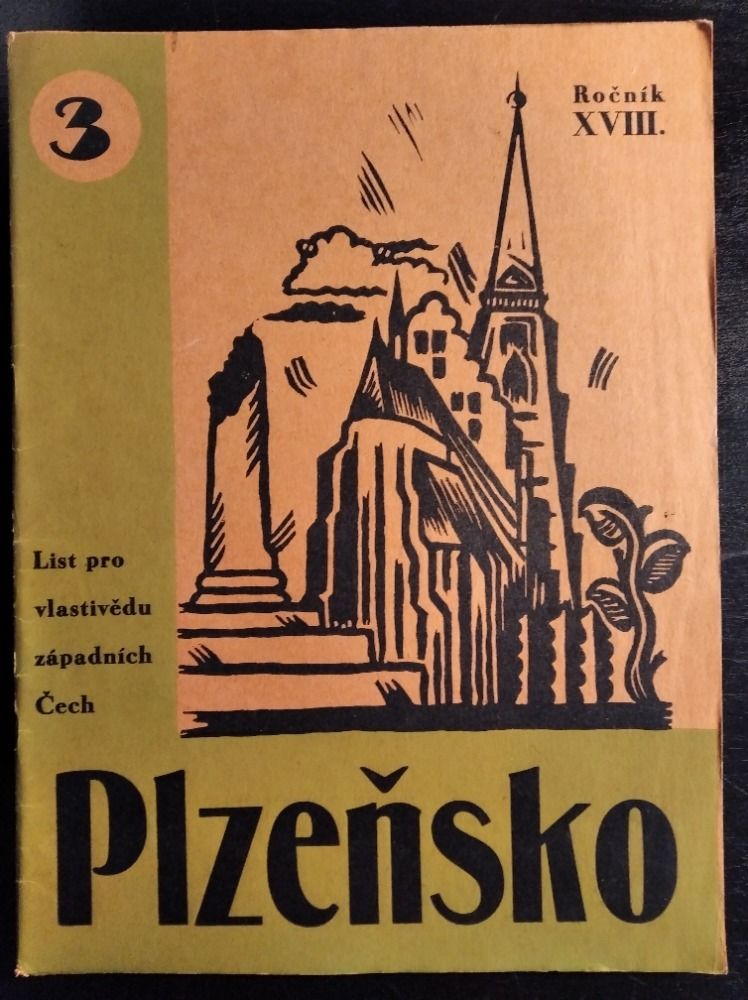 3
Ročník
XVIII.
List pro
vlastivědu
západních
Čech
Plzeňsko